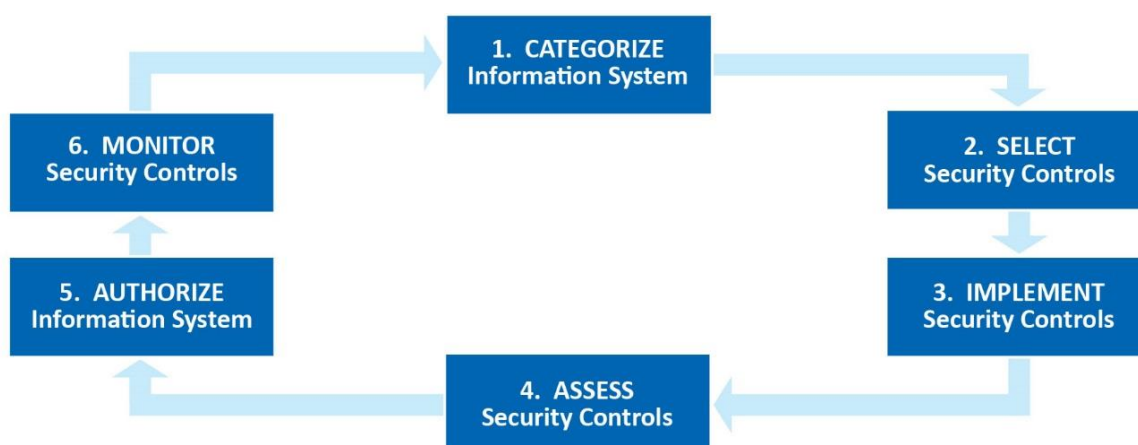 1. CATEGORIZE
Information System
2. SELECT
Security Controls
3. IMPLEMENT
Security Controls
4. ASSESS
Security Controls
5. AUTHORIZE
Information System
6. MONITOR
Security Controls